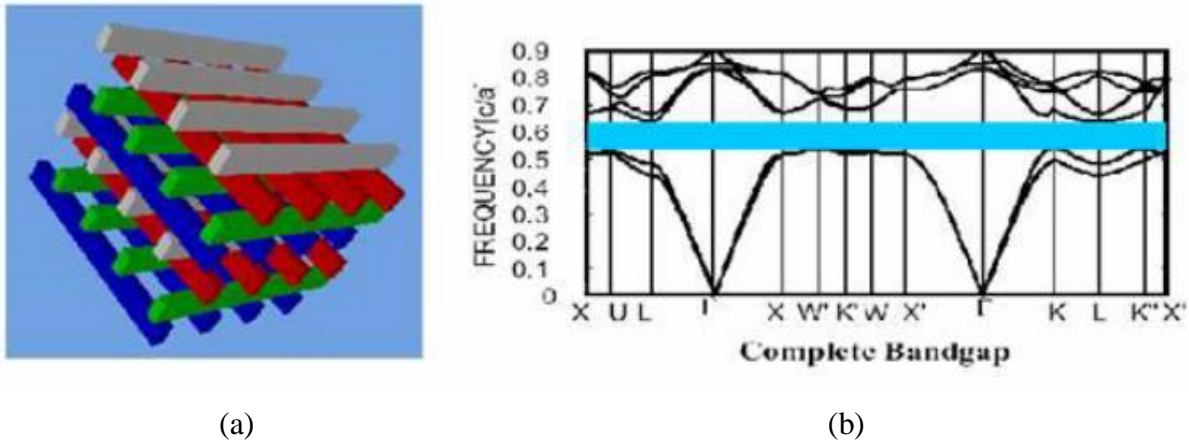 FREQUENCY[c/a
0.9
0.8
0.7
0.6
0.5
0.4
0.3
0.2
0.1
0
X U L Γ X W' K' W X' Γ K L K" X'
Complete Bandgap
(a) (b)